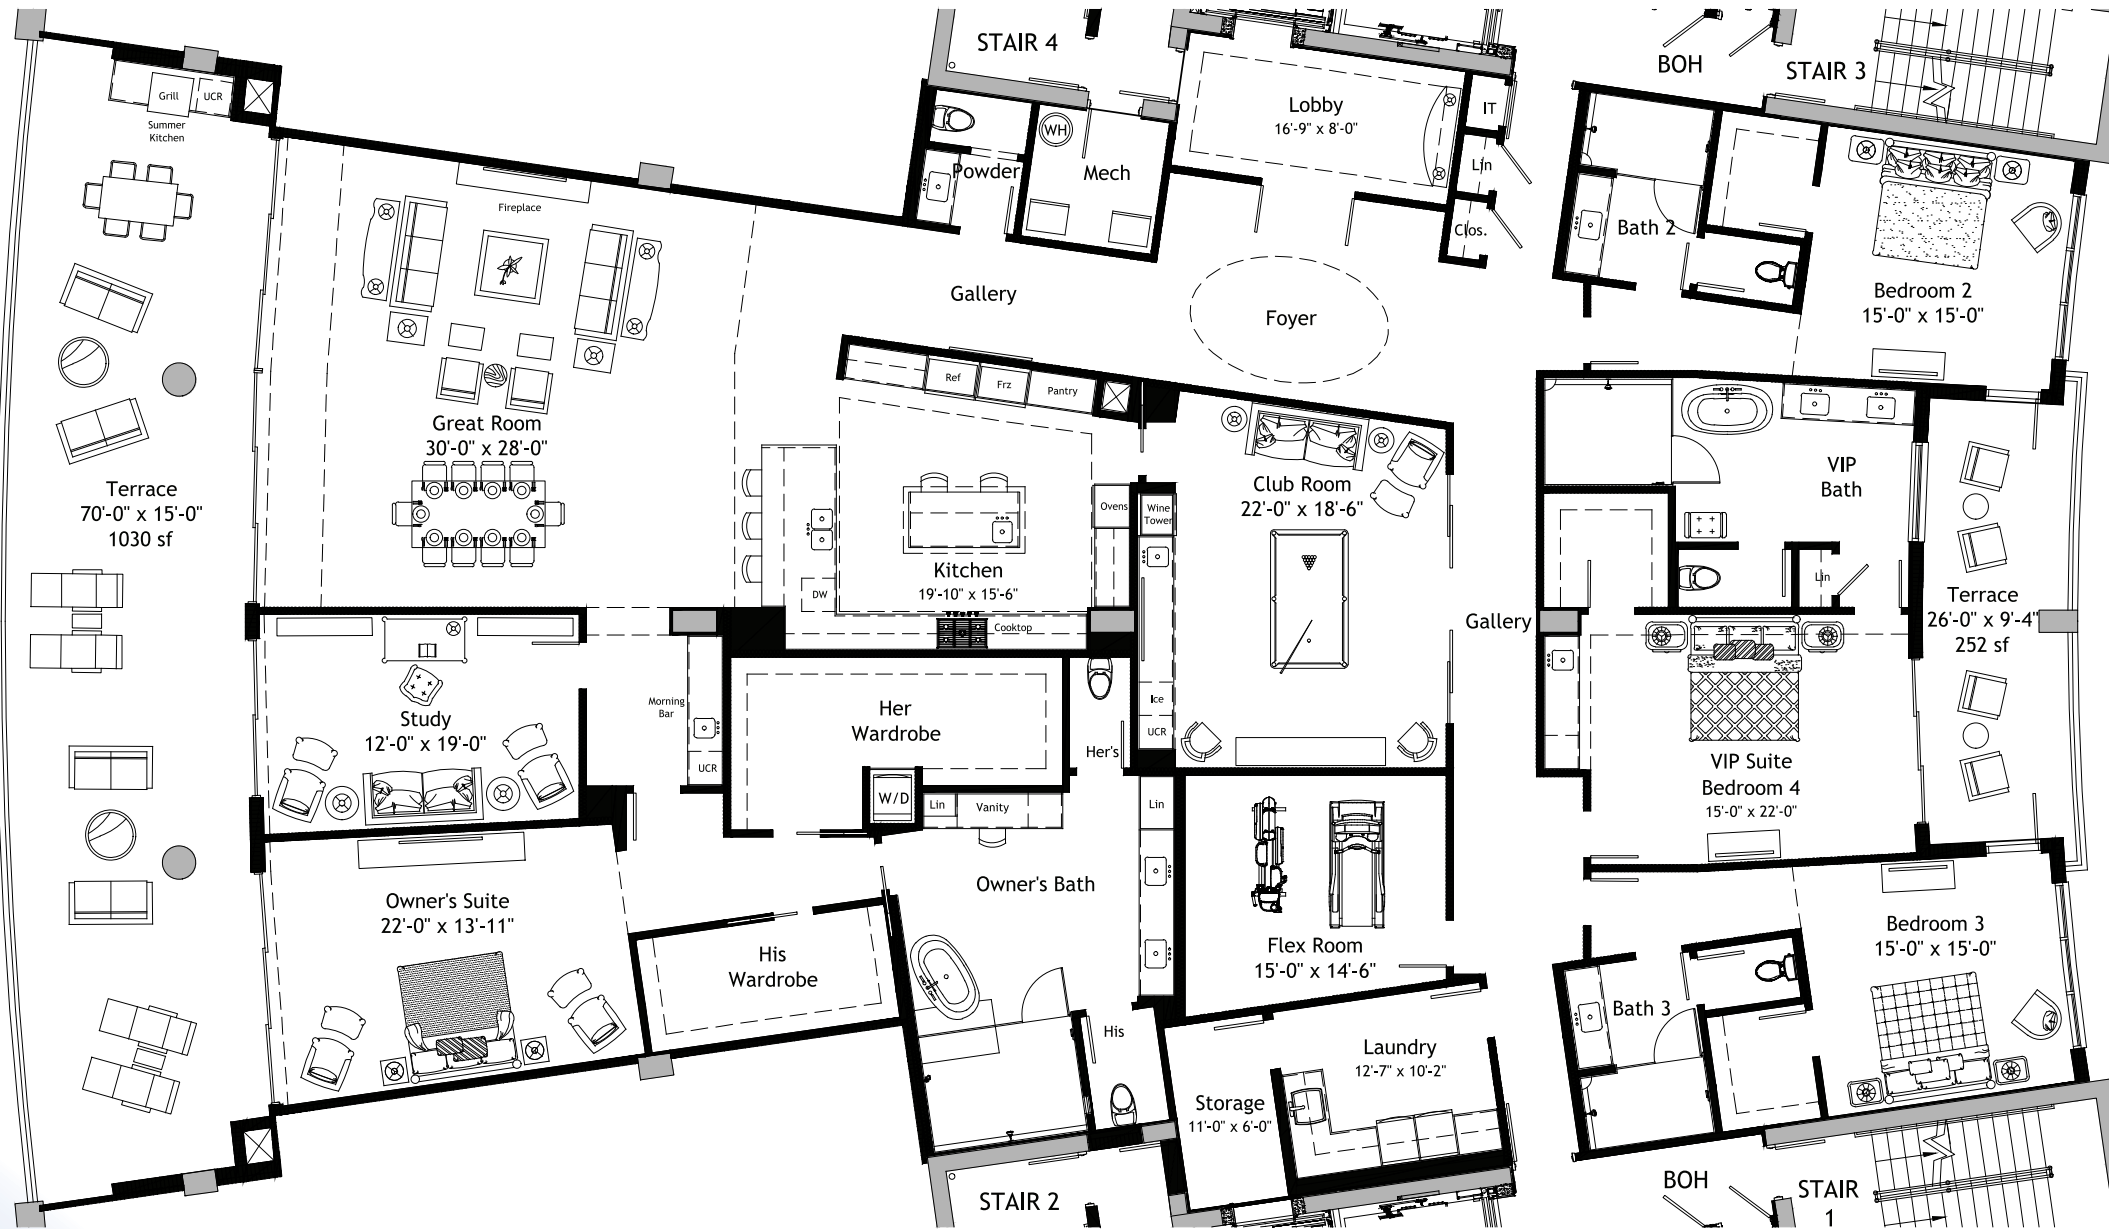 STAIR 4
BOH
STAIR 3
Grill
UCR
Summer
Kitchen
WH
Lobby
16'-9" x 8'-0"
IT
Lin
Powder
Mech
Fireplace
Clos.
Bath 2
Gallery
Foyer
Bedroom 2
15'-0" x 15'-0"
Ref
Frz
Pantry
Great Room
30'-0" x 28'-0"
Terrace
70'-0" x 15'-0"
1030 sf
Club Room
22'-0" x 18'-6"
VIP
Bath
Ovens
Wine
Tower
Kitchen
19'-10" x 15'-6"
DW
Cooktop
Lin
Gallery
Terrace
26'-0" x 9'-4"
252 sf
Study
12'-0" x 19'-0"
Morning
Bar
UCR
Her
Wardrobe
Her's
Ice
UCR
VIP Suite
Bedroom 4
15'-0" x 22'-0"
W/D
Lin
Vanity
Lin
Owner's Suite
22'-0" x 13'-11"
Owner's Bath
His
Wardrobe
Flex Room
15'-0" x 14'-6"
Bedroom 3
15'-0" x 15'-0"
Bath 3
His
Laundry
12'-7" x 10'-2"
Storage
11'-0" x 6'-0"
STAIR 2
BOH
STAIR
1